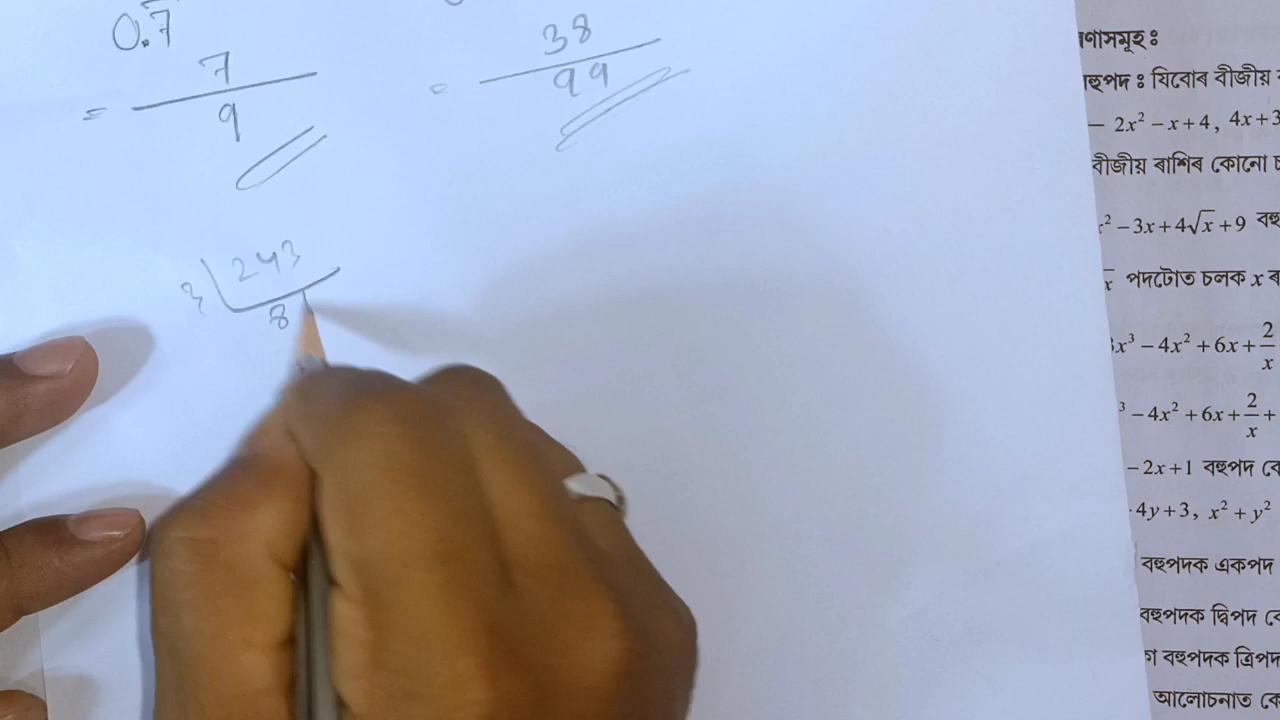 0.7̅
7
= 9
38
= 99
3 243
8
ৰণাসমূহ ঃ
হুপদ ঃ যিবোৰ বীজীয়
− 2x² − x + 4, 4x + 3
বীজীয় ৰাশিৰ কোনো
² − 3x + 4√x + 9 বহু
পদটোত চলক x ৰ
x³ − 4x² + 6x + 2/x
³ − 4x² + 6x + 2/x +
− 2x + 1 বহুপদ কে
4y + 3, x² + y²
বহুপদক একপদ
বহুপদক দ্বিপদ কে
বহুপদক ত্ৰিপদ
আলোচনাত কে